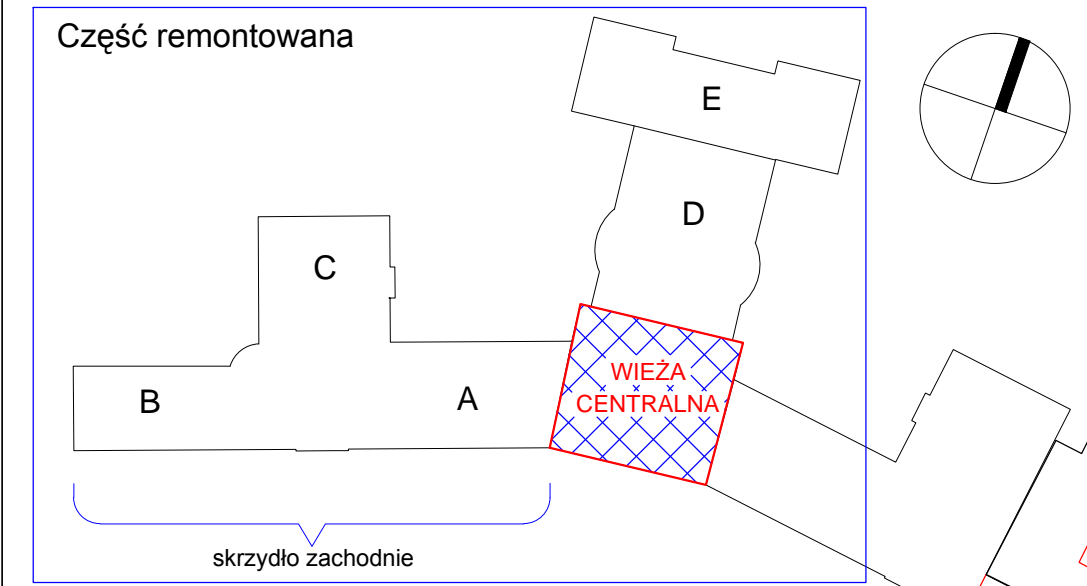 Część remontowana
E
D
C
WIEŻA
CENTRALNA
B
A
skrzydło zachodnie